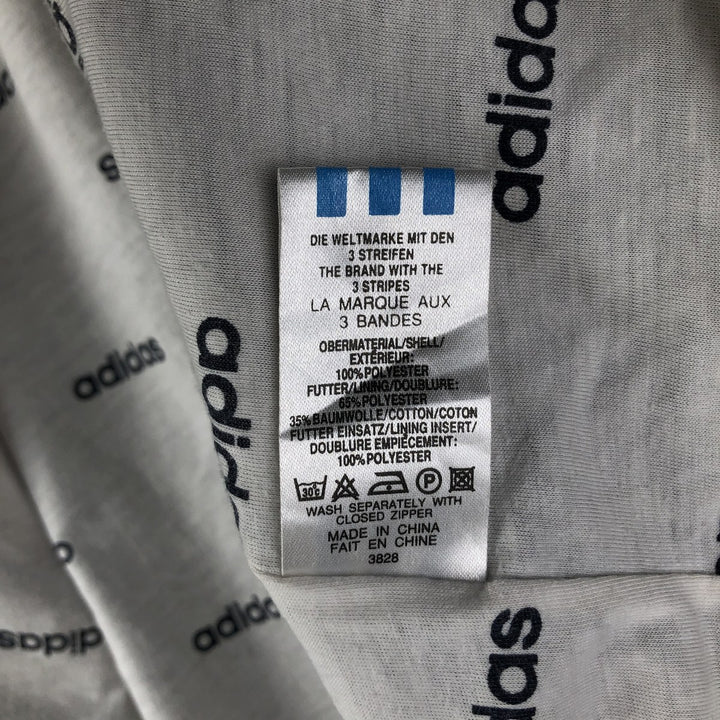 adidas
DIE WELTMARKE MIT DEN
3 STREIFEN
THE BRAND WITH THE
3 STRIPES
LA MARQUE AUX
3 BANDES
OBERMATERIAL/SHELL/
EXTÉRIEUR:
100%POLYESTER
FUTTER/LINING/DOUBLURE:
65%POLYESTER
35%BAUMWOLLE/COTTON/COTON
FUTTER EINSATZ/LINING INSERT/
DOUBLURE EMPIÈCEMENT:
100%POLYESTER
30°C P
WASH SEPARATELY WITH
CLOSED ZIPPER
MADE IN CHINA
FAIT EN CHINE
3828
adidas
adidas
adidas
adidas
adidas